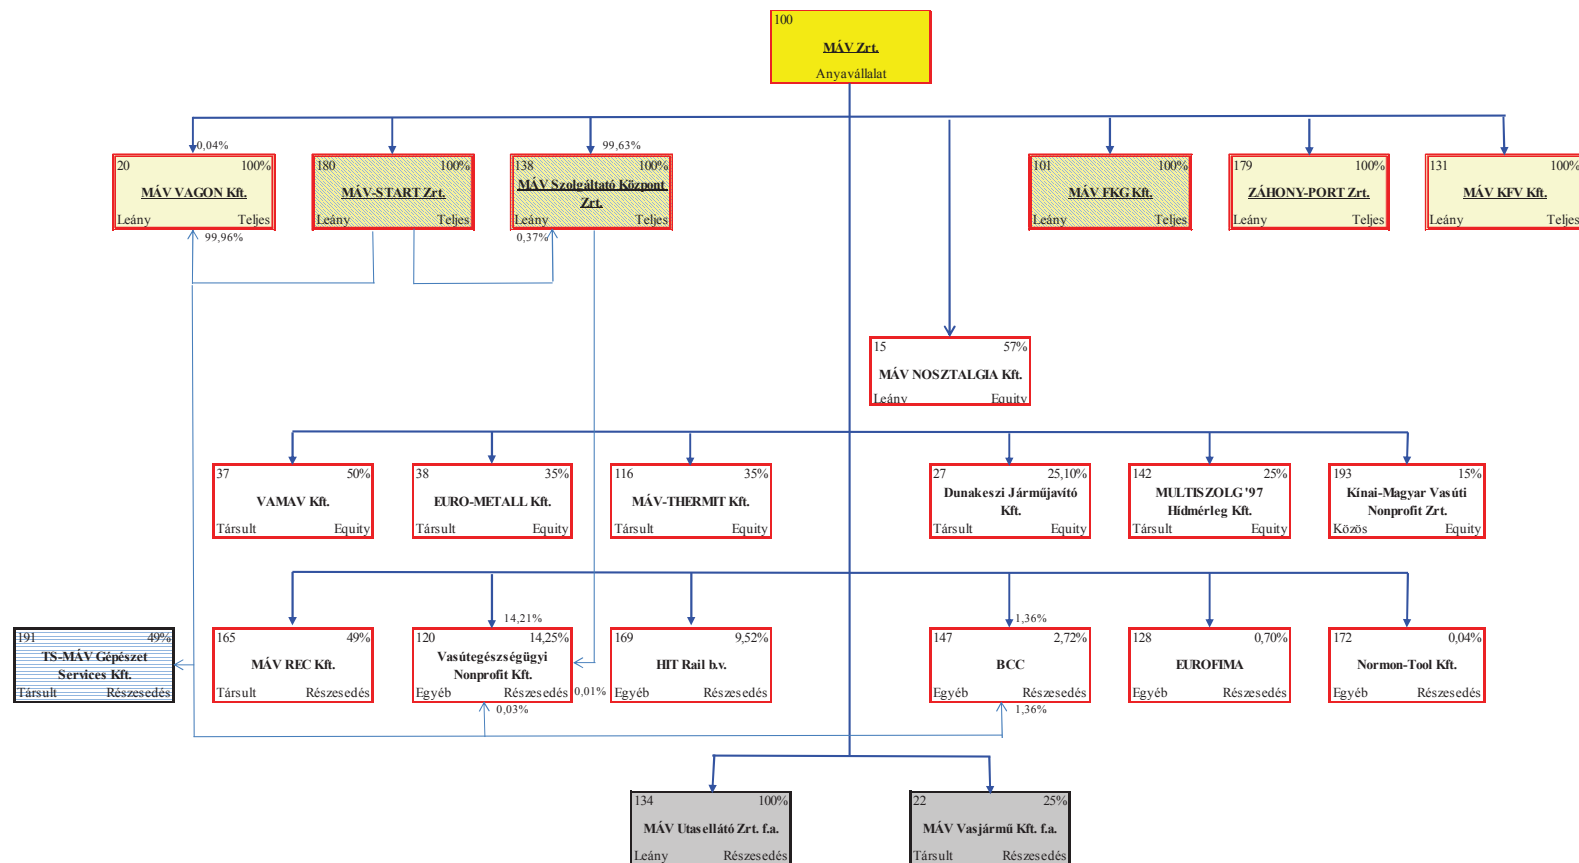 100
MÁV Zrt.
Anyavállalat
0,04%
99,63%
20 100%
MÁV VAGON Kft.
Leány Teljes
99,96%
180 100%
MÁV-START Zrt.
Leány Teljes
138 100%
MÁV Szolgáltató Központ
Zrt.
Leány Teljes
0,37%
101 100%
MÁV FKG Kft.
Leány Teljes
179 100%
ZÁHONY-PORT Zrt.
Leány Teljes
131 100%
MÁV KFV Kft.
Leány Teljes
15 57%
MÁV NOSZTALGIA Kft.
Leány Equity
37 50%
VAMAV Kft.
Társult Equity
38 35%
EURO-METALL Kft.
Társult Equity
116 35%
MÁV-THERMIT Kft.
Társult Equity
27 25,10%
Dunakeszi Járműjavító
Kft.
Társult Equity
142 25%
MULTISZOLG '97
Hídmérleg Kft.
Társult Equity
193 15%
Kínai-Magyar Vasúti
Nonprofit Zrt.
Közös Equity
191 49%
TS-MÁV Gépészet
Services Kft.
Társult Részesedés
165 49%
MÁV REC Kft.
Társult Részesedés
14,21%
120 14,25%
Vasútegészségügyi
Nonprofit Kft.
Egyéb Részesedés
0,01%
0,03%
169 9,52%
HIT Rail b.v.
Egyéb Részesedés
1,36%
147 2,72%
BCC
Egyéb Részesedés
1,36%
128 0,70%
EUROFIMA
Egyéb Részesedés
172 0,04%
Normon-Tool Kft.
Egyéb Részesedés
134 100%
MÁV Utasellátó Zrt. f.a.
Leány Részesedés
22 25%
MÁV Vasjármű Kft. f.a.
Társult Részesedés